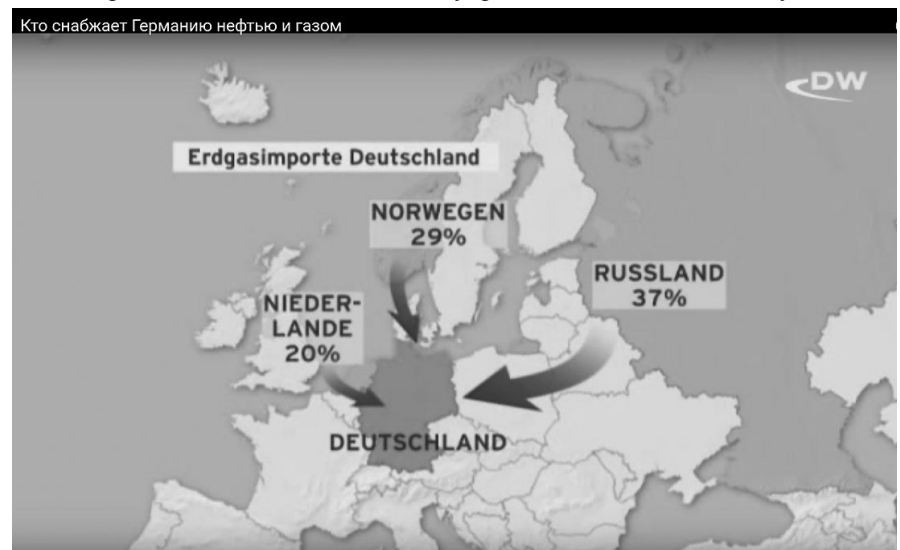 Кто снабжает Германию нефтью и газом
DW
Erdgasimporte Deutschland
NORWEGEN
29%
RUSSLAND
37%
NIEDER-
LANDE
20%
DEUTSCHLAND